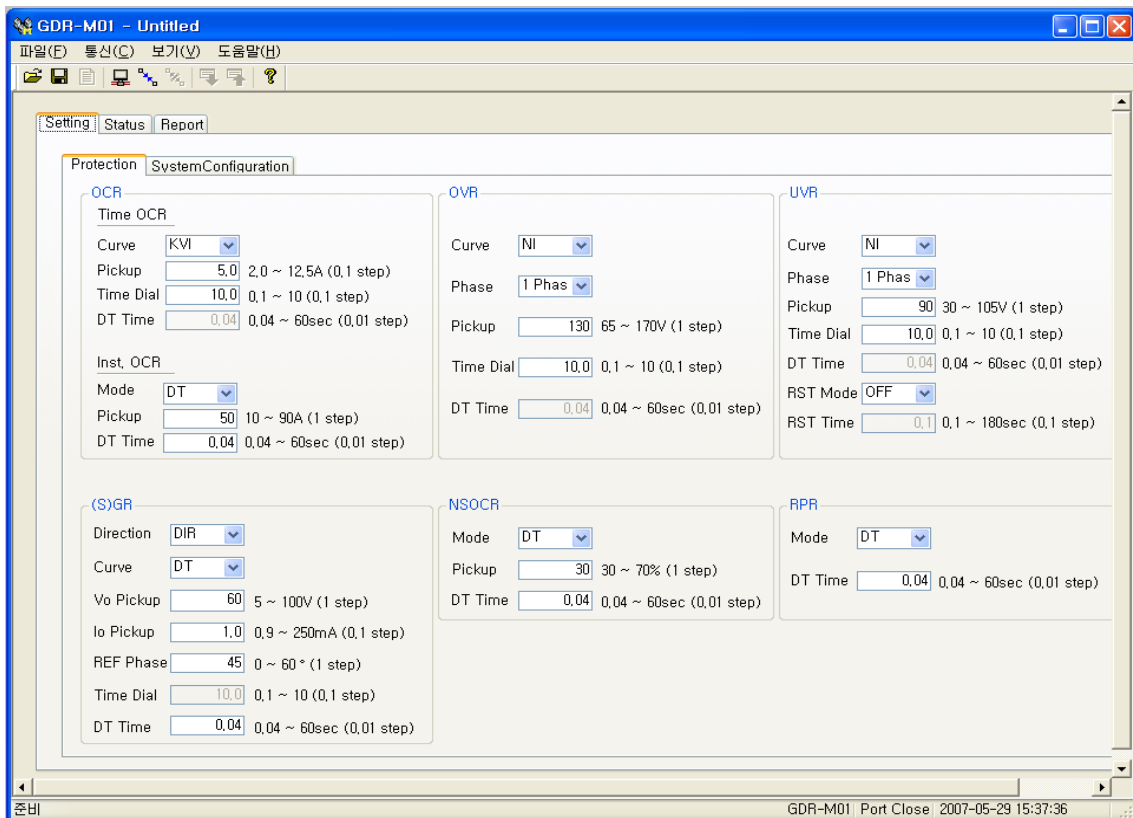 GDR-M01 - Untitled
파일(F) 통신(C) 보기(V) 도움말(H)
Setting Status Report
Protection SystemConfiguration
OCR
Time OCR
Curve KVI
Pickup 5,0 2,0 ~ 12,5A (0,1 step)
Time Dial 10,0 0,1 ~ 10 (0,1 step)
DT Time 0,04 0,04 ~ 60sec (0,01 step)
Inst, OCR
Mode DT
Pickup 50 10 ~ 90A (1 step)
DT Time 0,04 0,04 ~ 60sec (0,01 step)
OVR
Curve NI
Phase 1 Phas
Pickup 130 65 ~ 170V (1 step)
Time Dial 10,0 0,1 ~ 10 (0,1 step)
DT Time 0,04 0,04 ~ 60sec (0,01 step)
UVR
Curve NI
Phase 1 Phas
Pickup 90 30 ~ 105V (1 step)
Time Dial 10,0 0,1 ~ 10 (0,1 step)
DT Time 0,04 0,04 ~ 60sec (0,01 step)
RST Mode OFF
RST Time 0,1 0,1 ~ 180sec (0,1 step)
(S)GR
Direction DIR
Curve DT
Vo Pickup 60 5 ~ 100V (1 step)
Io Pickup 1,0 0,9 ~ 250mA (0,1 step)
REF Phase 45 0 ~ 60 ° (1 step)
Time Dial 10,0 0,1 ~ 10 (0,1 step)
DT Time 0,04 0,04 ~ 60sec (0,01 step)
NSOCR
Mode DT
Pickup 30 30 ~ 70% (1 step)
DT Time 0,04 0,04 ~ 60sec (0,01 step)
RPR
Mode DT
DT Time 0,04 0,04 ~ 60sec (0,01 step)
준비 GDR-M01 Port Close 2007-05-29 15:37:36